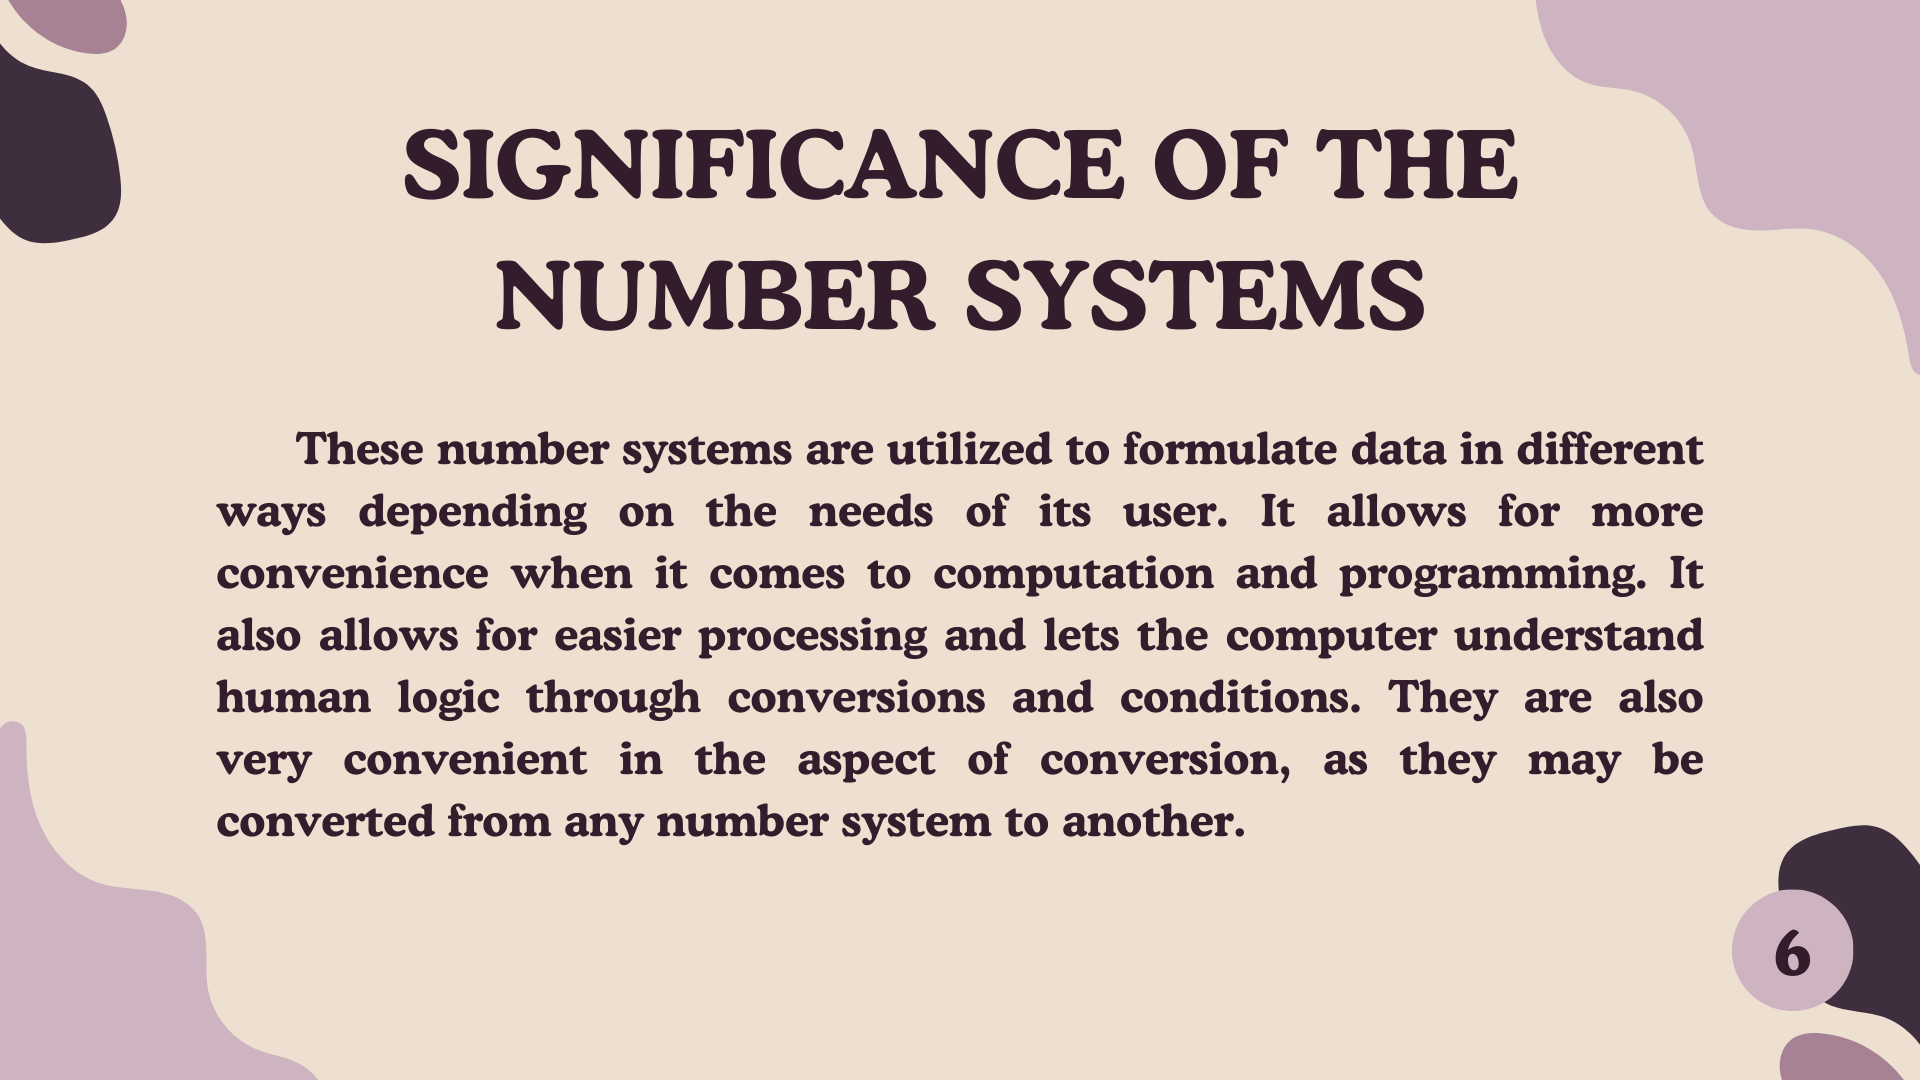 SIGNIFICANCE OF THE
NUMBER SYSTEMS
These number systems are utilized to formulate data in different
ways depending on the needs of its user. It allows for more
convenience when it comes to computation and programming. It
also allows for easier processing and lets the computer understand
human logic through conversions and conditions. They are also
very convenient in the aspect of conversion, as they may be
converted from any number system to another.
6